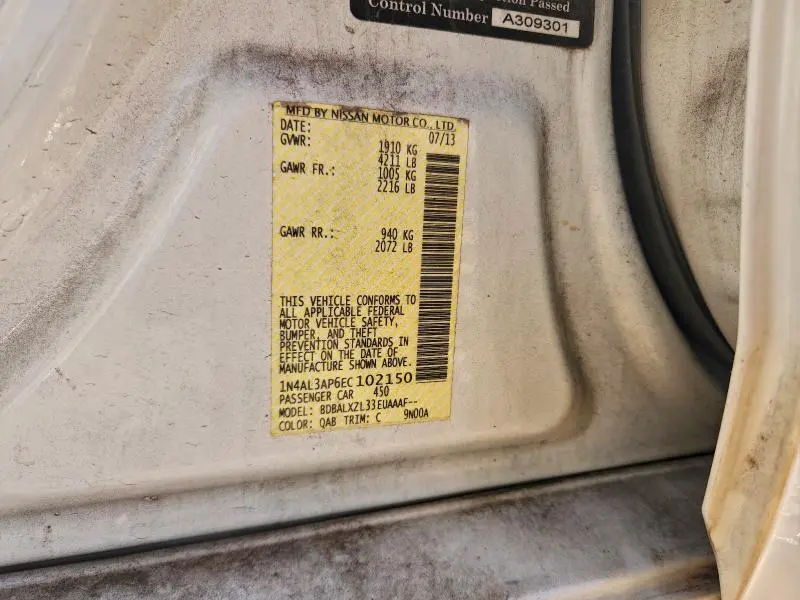 Passed
Control Number A309301
MFD BY NISSAN MOTOR CO., LTD.
DATE: 07/13
GVWR: 1910 KG
4211 LB
GAWR FR.: 1005 KG
2216 LB
GAWR RR.: 940 KG
2072 LB
THIS VEHICLE CONFORMS TO
ALL APPLICABLE FEDERAL
MOTOR VEHICLE SAFETY,
BUMPER, AND THEFT
PREVENTION STANDARDS IN
EFFECT ON THE DATE OF
MANUFACTURE SHOWN ABOVE.
1N4AL3AP6EC102150
PASSENGER CAR 450
MODEL: BDBALXZL33EUAAAF--
COLOR: QAB TRIM: C 9N00A